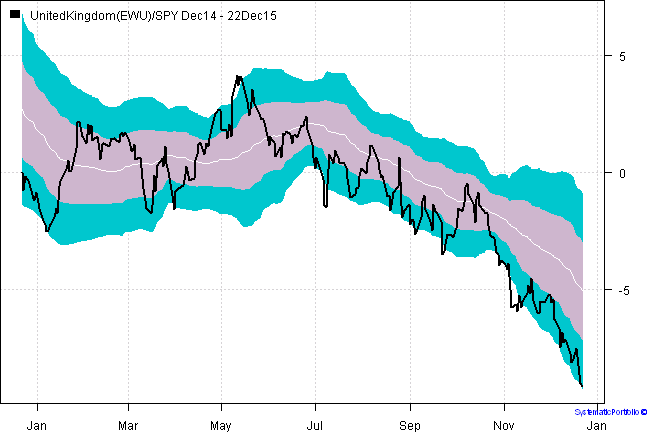 UnitedKingdom(EWU)/SPY Dec14 - 22Dec15
5
0
-5
Jan Mar May Jul Sep Nov Jan
SystematicPortfolio ©